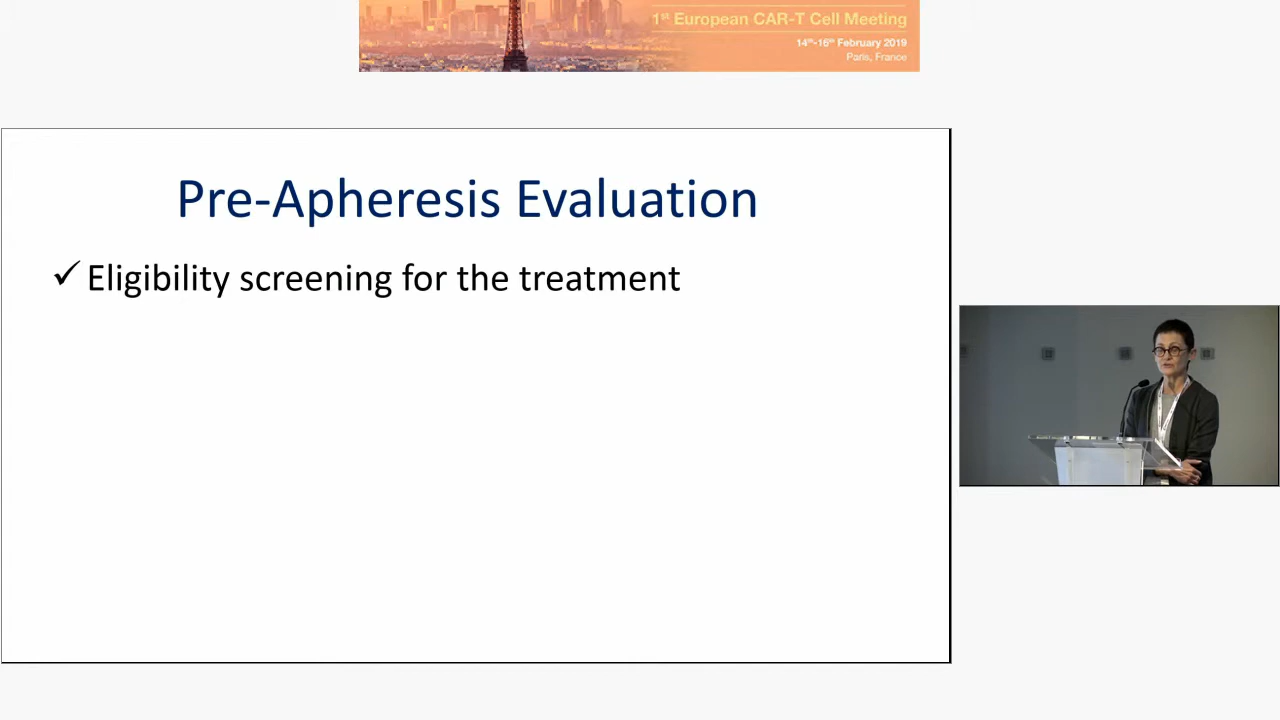 1st European CAR-T Cell Meeting
14th-16th February 2019
Paris, France
Pre-Apheresis Evaluation
✓ Eligibility screening for the treatment